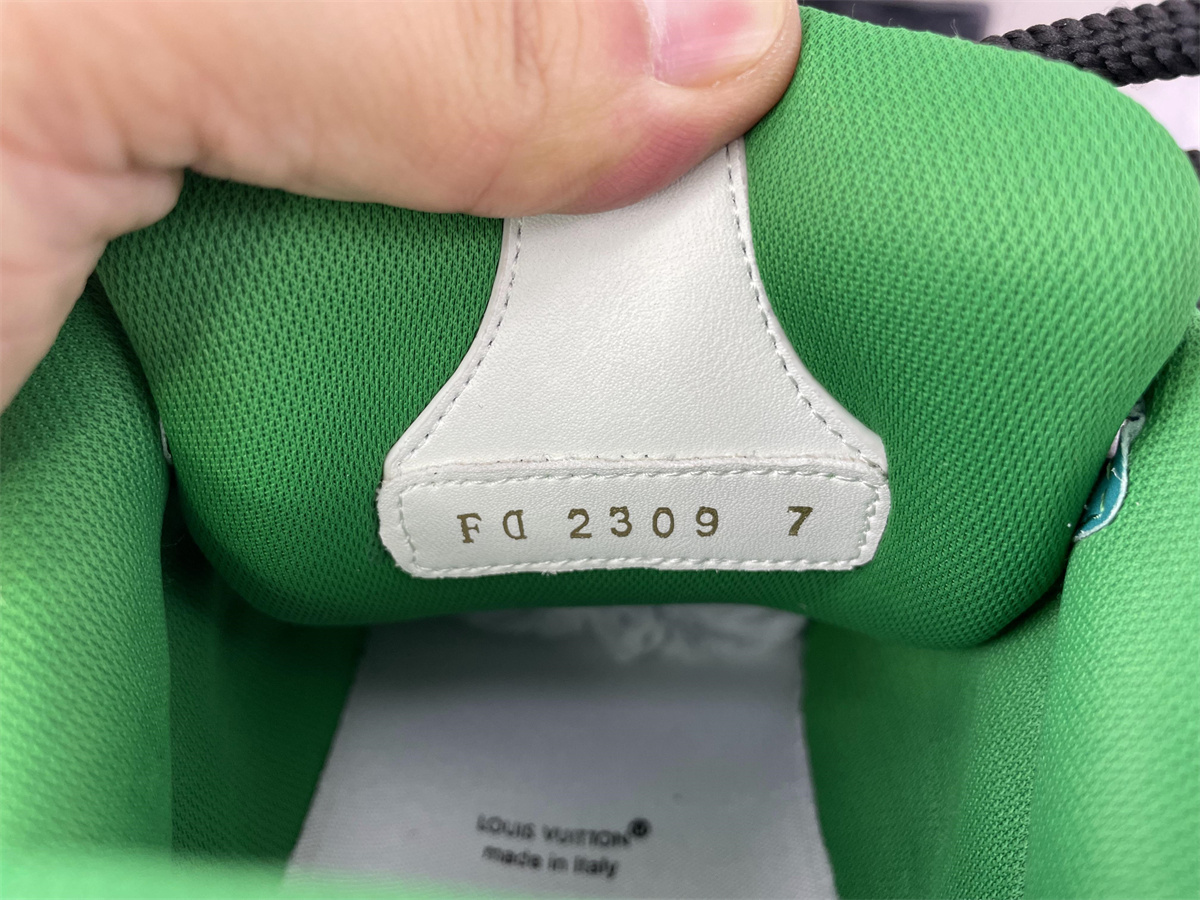 FD 2309 7
LOUIS VUITTON®
made in Italy